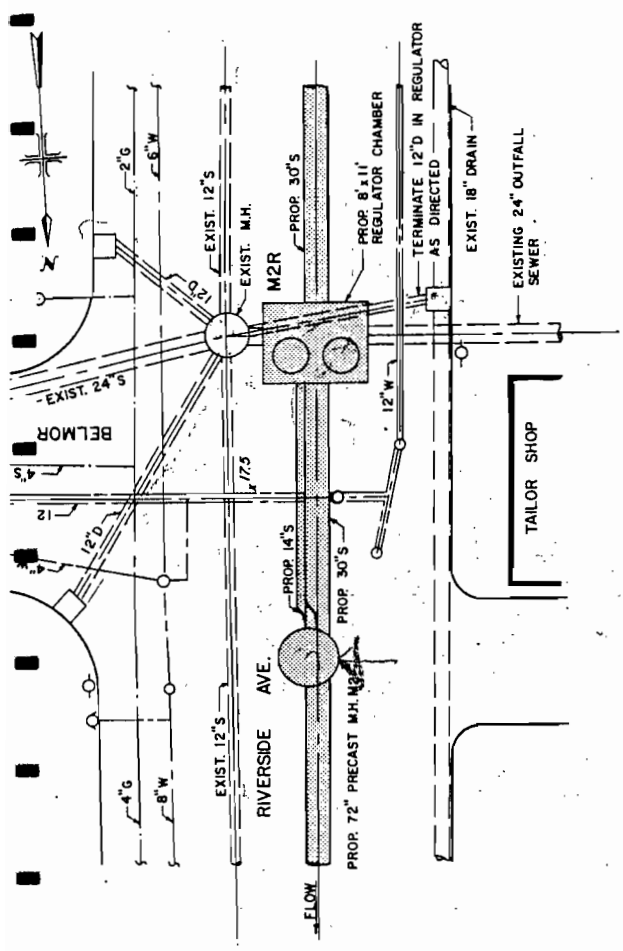 N
2"G
6"W
EXIST. 12"S
EXIST. M.H.
M2R
PROP. 30"S
PROP. 8'x11'
REGULATOR CHAMBER
TERMINATE 12"D IN REGULATOR
AS DIRECTED
EXIST. 18" DRAIN
EXISTING 24" OUTFALL
SEWER
12"D
EXIST. 24"S
BELMOR
4"S
12
12"D
4"W
17.5
12"W
PROP. 14"S
PROP. 30"S
TAILOR SHOP
EXIST. 12"S
RIVERSIDE AVE.
PROP. 72" PRECAST M.H.
4"G
8"W
FLOW